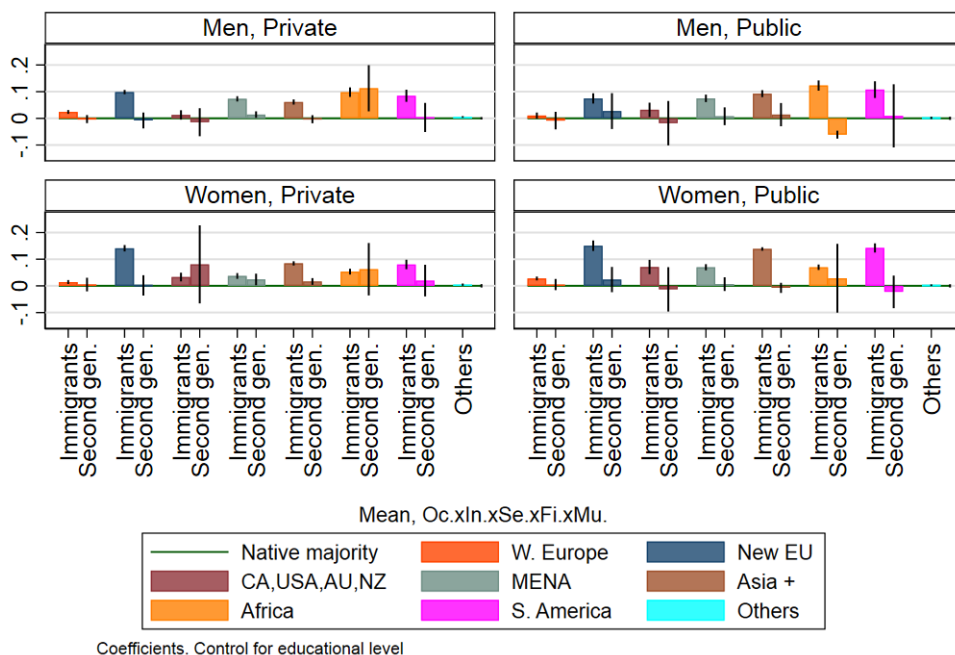 Men, Private
Men, Public
-.1 0 .1 .2
Women, Private
Women, Public
-.1 0 .1 .2
Immigrants
Second gen.
Immigrants
Second gen.
Immigrants
Second gen.
Immigrants
Second gen.
Immigrants
Second gen.
Immigrants
Second gen.
Immigrants
Second gen.
Others
Immigrants
Second gen.
Immigrants
Second gen.
Immigrants
Second gen.
Immigrants
Second gen.
Immigrants
Second gen.
Immigrants
Second gen.
Immigrants
Second gen.
Others
Mean, Oc.xIn.xSe.xFi.xMu.
Native majority W. Europe New EU
CA,USA,AU,NZ MENA Asia +
Africa S. America Others
Coefficients. Control for educational level